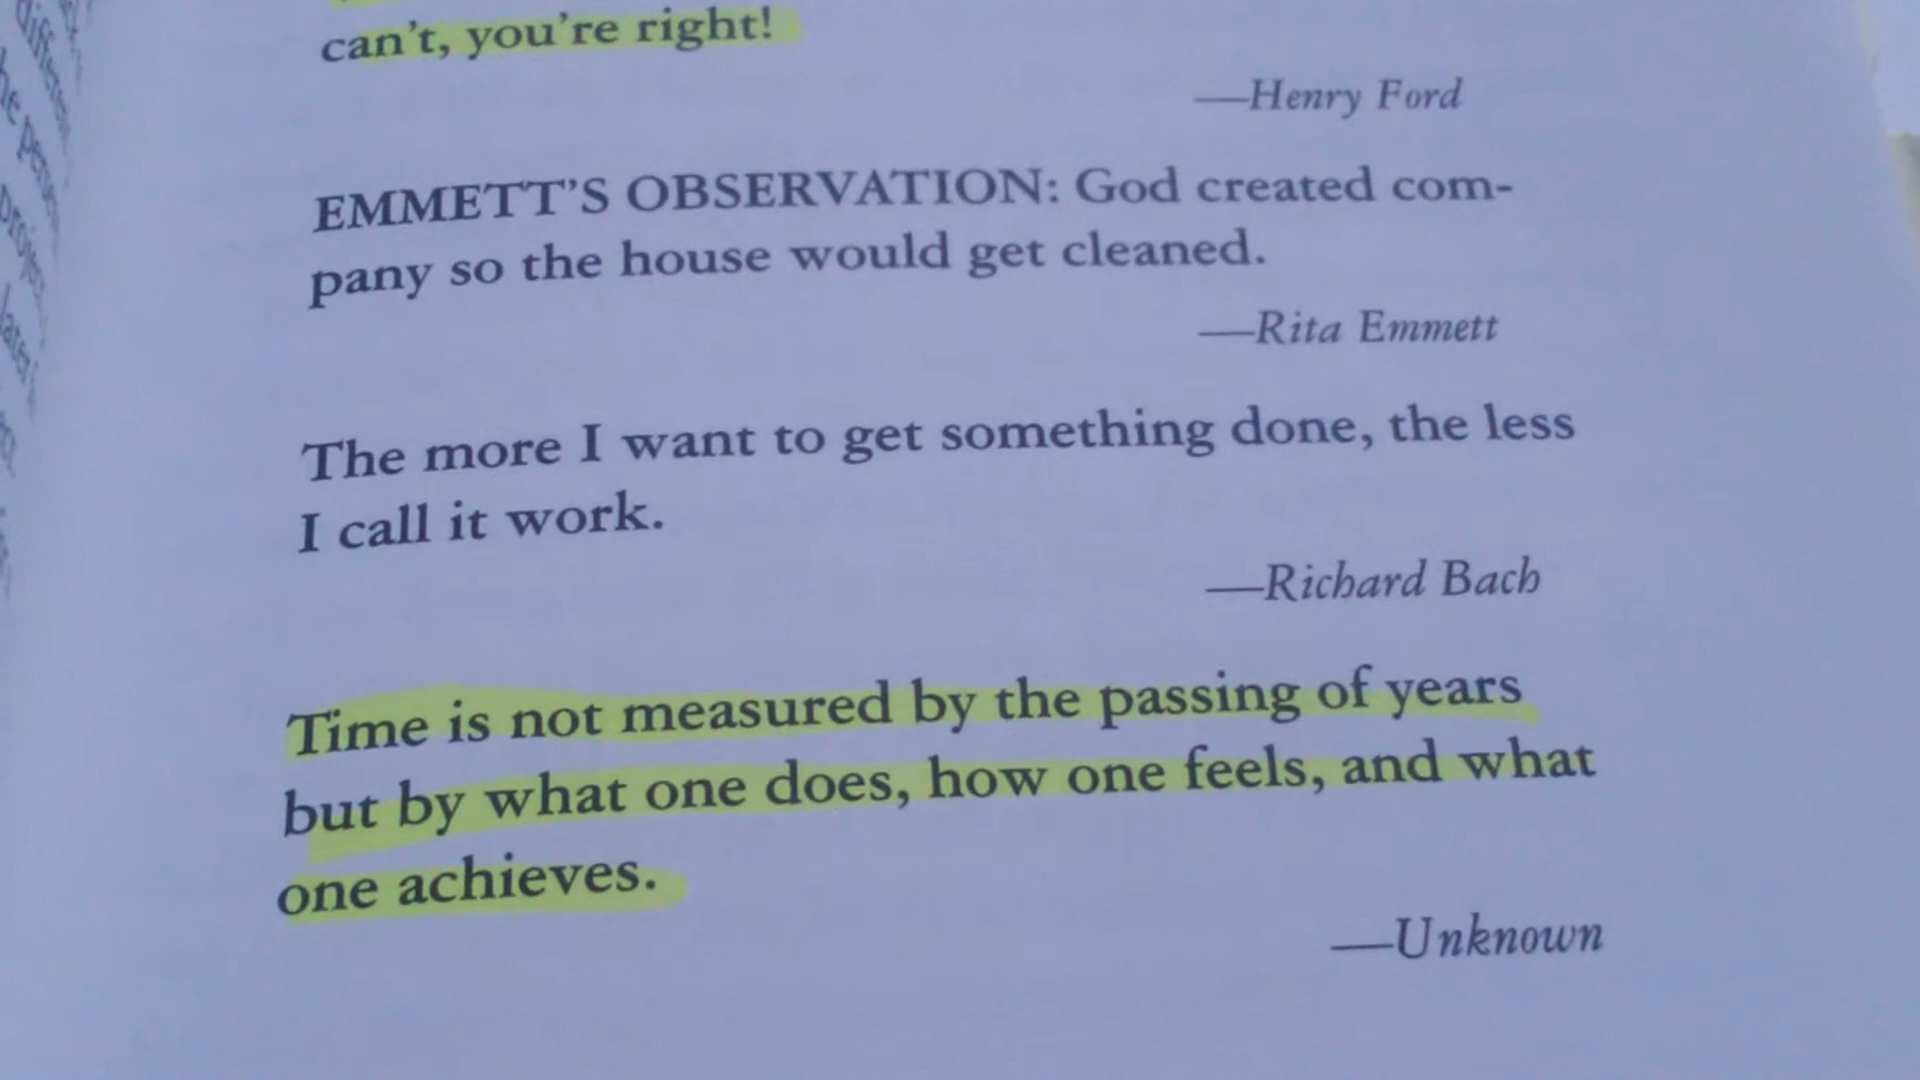 can't, you're right!
—Henry Ford
EMMETT'S OBSERVATION: God created com-
pany so the house would get cleaned.
—Rita Emmett
The more I want to get something done, the less
I call it work.
—Richard Bach
Time is not measured by the passing of years
but by what one does, how one feels, and what
one achieves.
—Unknown